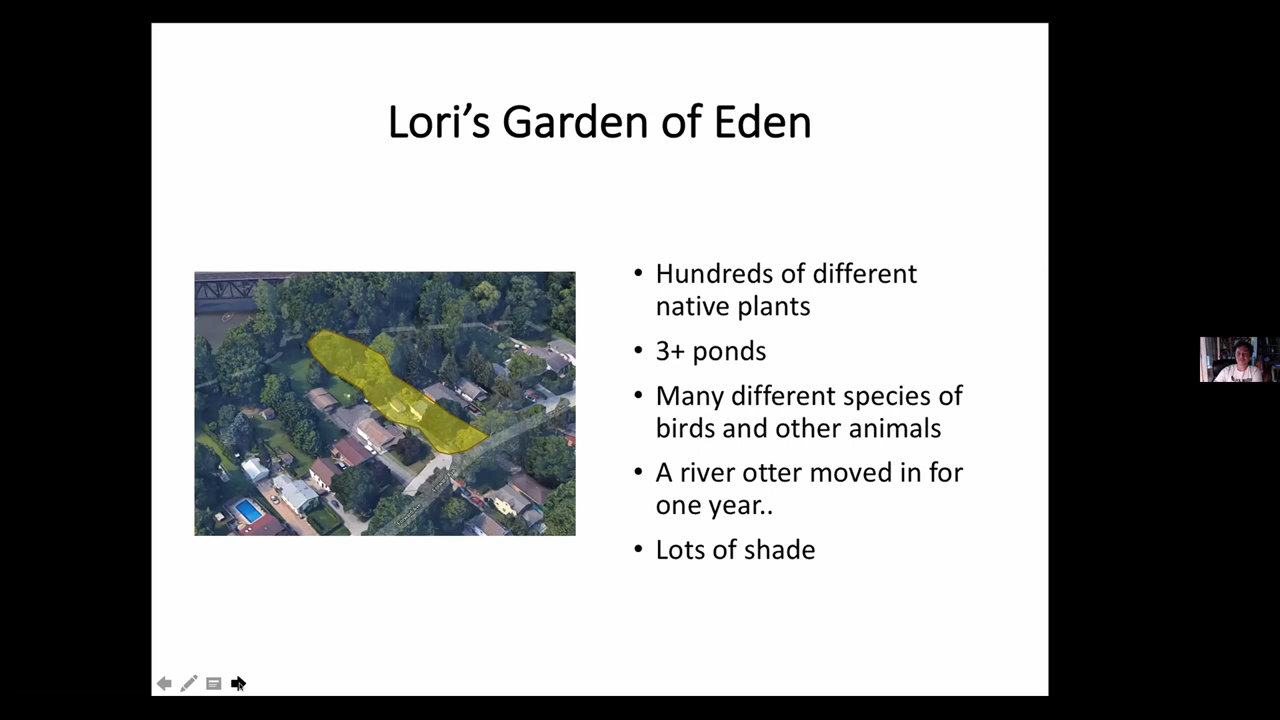 Lori’s Garden of Eden
• Hundreds of different
native plants
• 3+ ponds
• Many different species of
birds and other animals
• A river otter moved in for
one year..
• Lots of shade